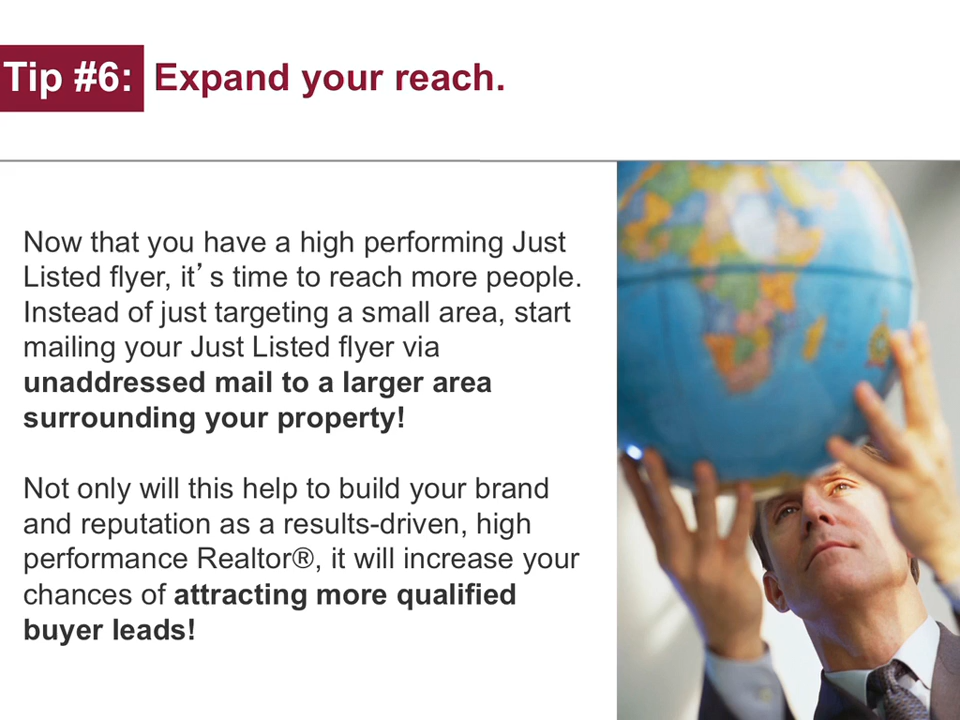 Tip #6: Expand your reach.
Now that you have a high performing Just
Listed flyer, it’ s time to reach more people.
Instead of just targeting a small area, start
mailing your Just Listed flyer via
unaddressed mail to a larger area
surrounding your property!
Not only will this help to build your brand
and reputation as a results-driven, high
performance Realtor®, it will increase your
chances of attracting more qualified
buyer leads!